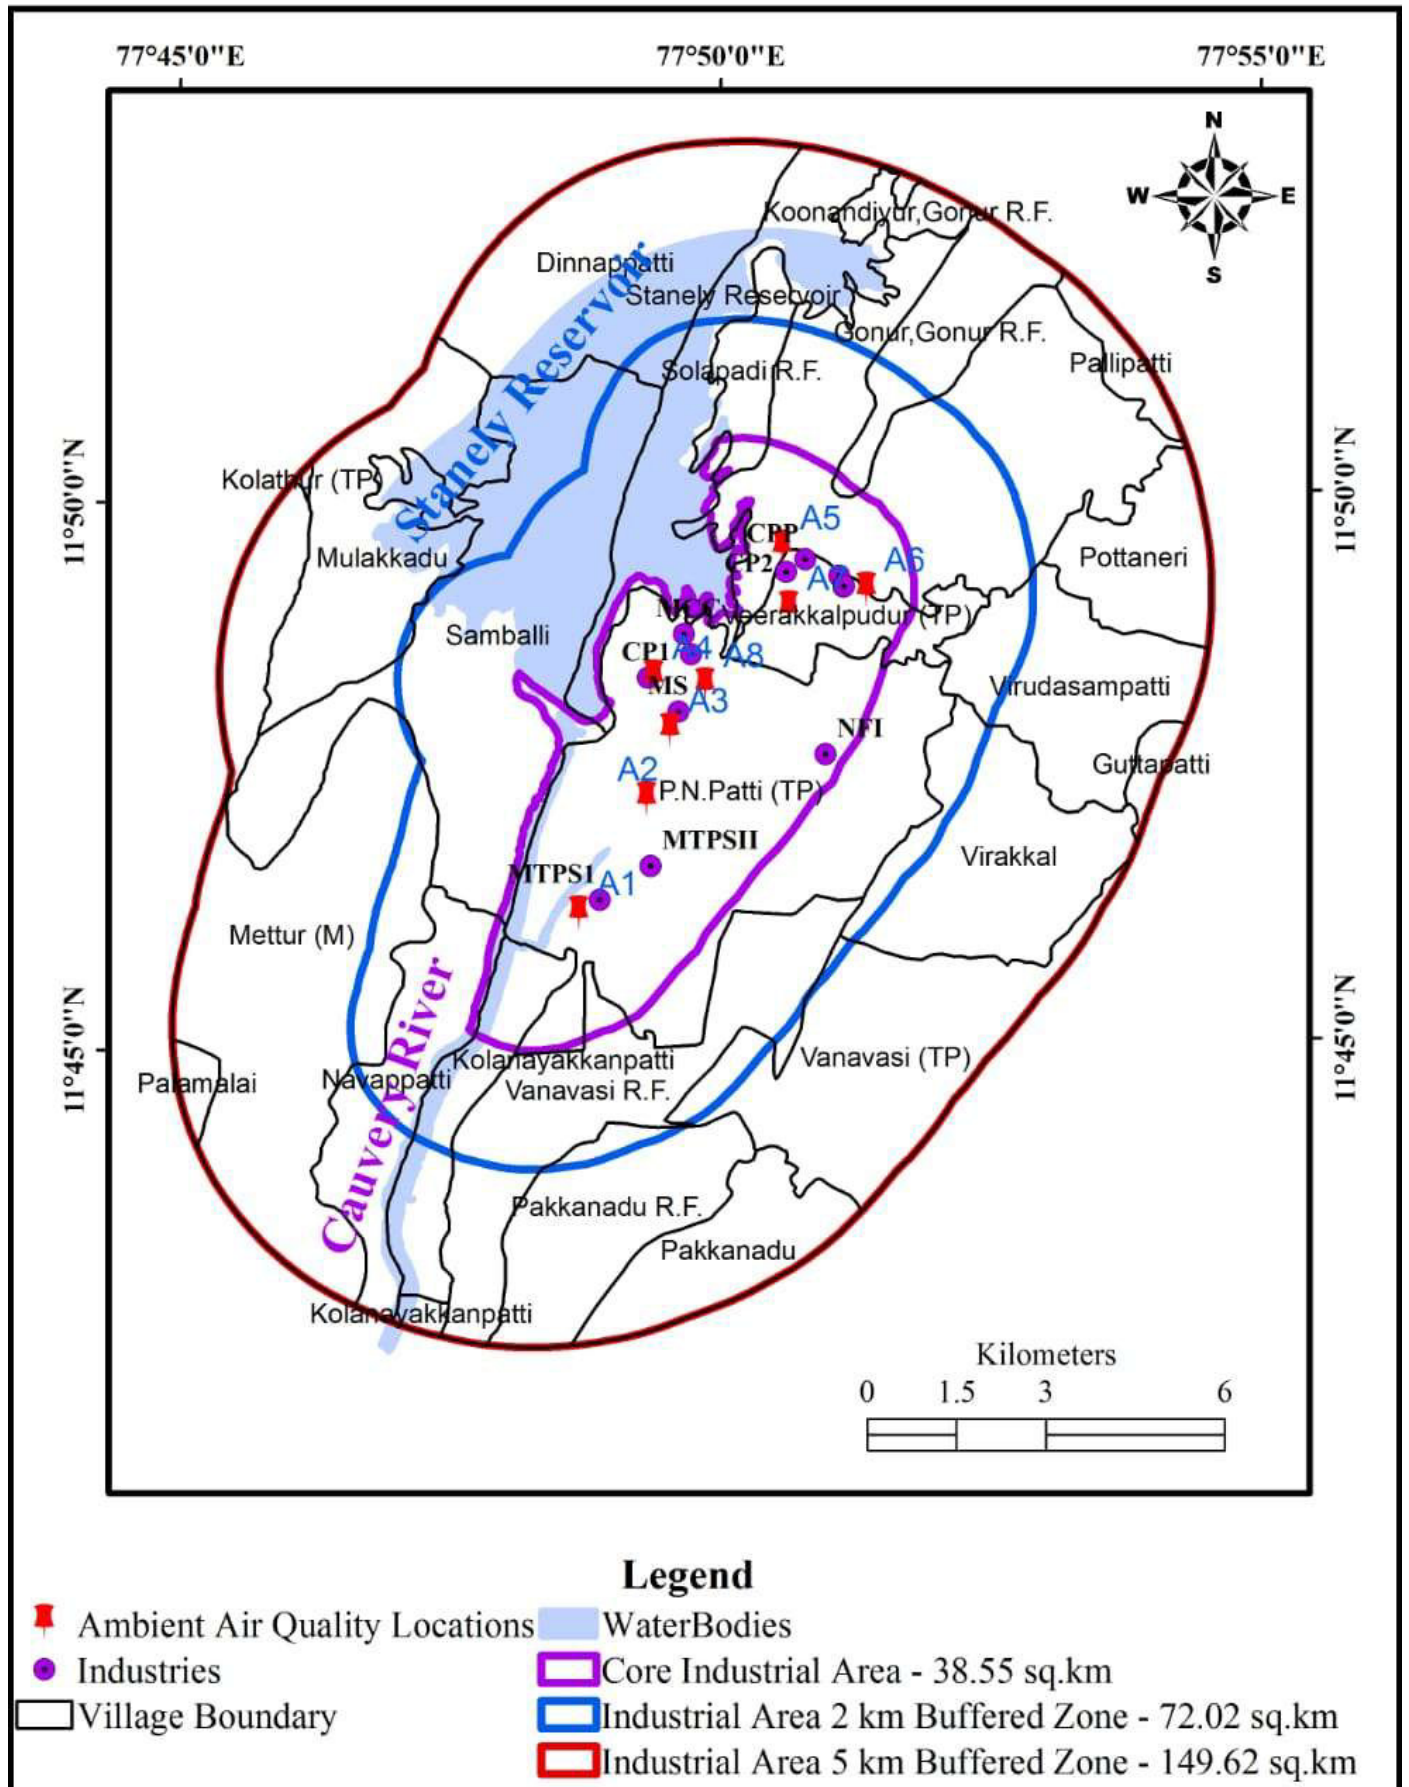 77°45'0"E 77°50'0"E 77°55'0"E
N
W E
S
Koonandiyur,Gonur R.F.
Dinnappatti
Stanely Reservoir
Stanely Reservoir
Gonur,Gonur R.F.
Pallipatti
Solapadi R.F.
11°50'0"N
11°50'0"N
Kolathur (TP)
A5
CPP
Mulakkadu
CP2
A6
Pottaneri
A7
MCC
Veerakkalpudur (TP)
Samballi
CP1
A4
A8
MS
Virudasampatti
A3
NFI
Guttapatti
A2
P.N.Patti (TP)
MTPSII
Virakkal
MTPS1
A1
Mettur (M)
Cauvery River
11°45'0"N
11°45'0"N
Kolanayakkanpatti
Vanavasi (TP)
Palamalai
Navappatti
Vanavasi R.F.
Pakkanadu R.F.
Pakkanadu
Kolanayakkanpatti
Kilometers
0 1.5 3 6
Legend
Ambient Air Quality Locations
WaterBodies
Industries
Core Industrial Area - 38.55 sq.km
Village Boundary
Industrial Area 2 km Buffered Zone - 72.02 sq.km
Industrial Area 5 km Buffered Zone - 149.62 sq.km